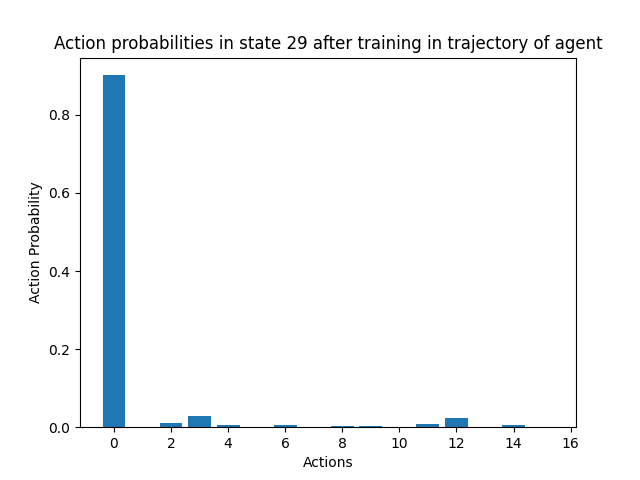 Action probabilities in state 29 after training in trajectory of agent
Action Probability
0.8
0.6
0.4
0.2
0.0
0 2 4 6 8 10 12 14 16
Actions